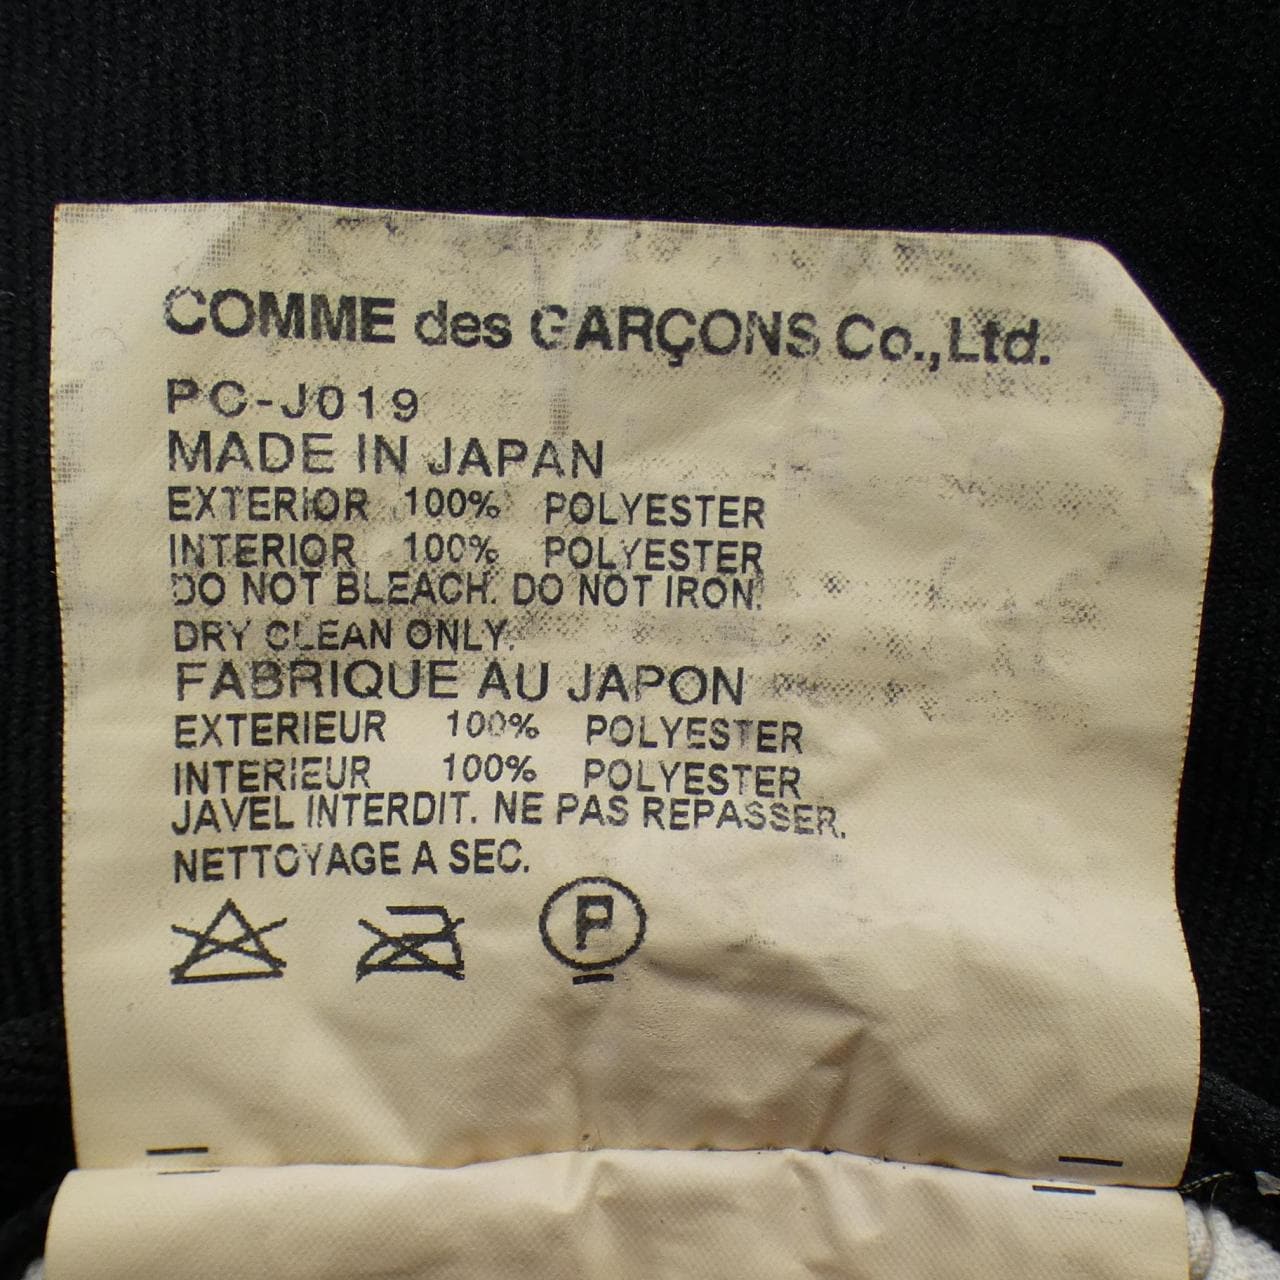 COMME des GARÇONS Co.,Ltd.
PC-J019
MADE IN JAPAN
EXTERIOR 100% POLYESTER
INTERIOR 100% POLYESTER
DO NOT BLEACH. DO NOT IRON.
DRY CLEAN ONLY.
FABRIQUE AU JAPON
EXTERIEUR 100% POLYESTER
INTERIEUR 100% POLYESTER
JAVEL INTERDIT. NE PAS REPASSER.
NETTOYAGE A SEC.
P